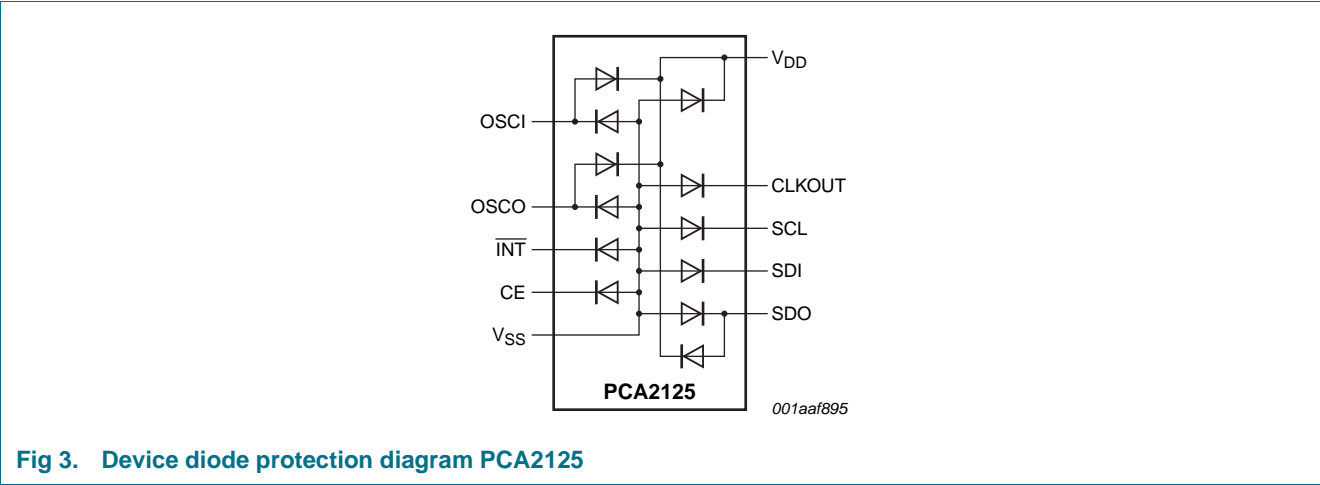 VDD
OSCI
CLKOUT
OSCO
SCL
INT
SDI
CE
SDO
VSS
PCA2125
001aaf895
Fig 3. Device diode protection diagram PCA2125